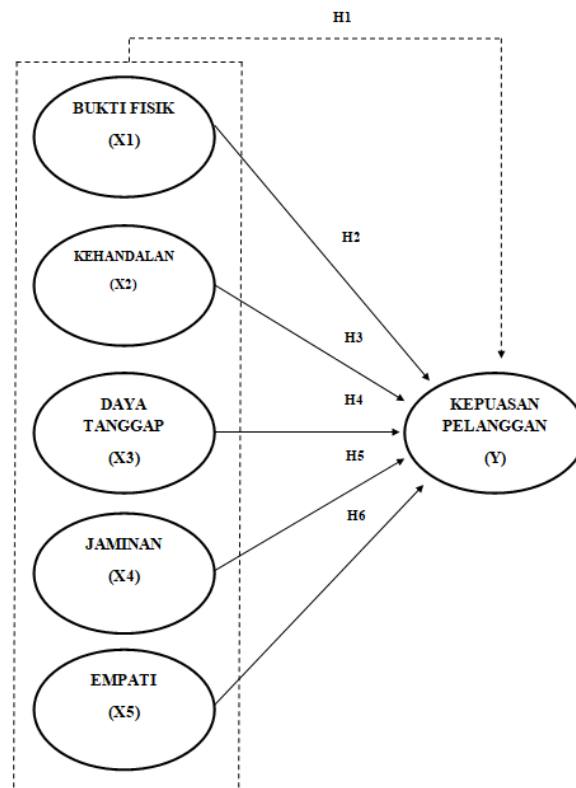 H1
BUKTI FISIK
(X1)
H2
KEHANDALAN
(X2)
H3
DAYA
TANGGAP
(X3)
H4
KEPUASAN
PELANGGAN
(Y)
H5
JAMINAN
(X4)
H6
EMPATI
(X5)